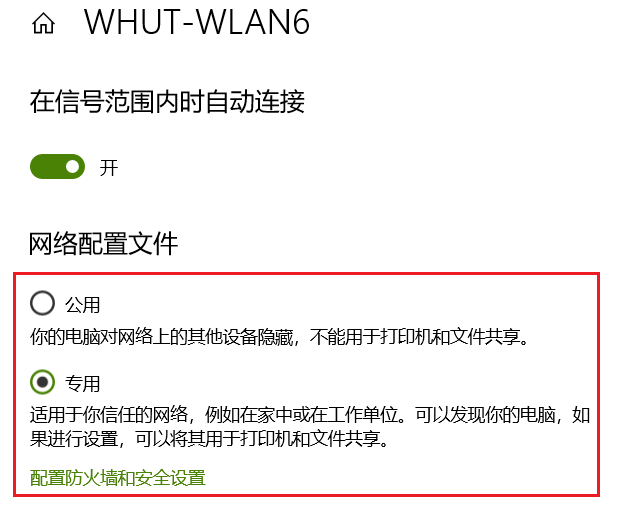 WHUT-WLAN6
在信号范围内时自动连接
开
网络配置文件
公用
你的电脑对网络上的其他设备隐藏，不能用于打印机和文件共享。
专用
适用于你信任的网络，例如在家中或在工作单位。可以发现你的电脑，如
果进行设置，可以将其用于打印机和文件共享。
配置防火墙和安全设置